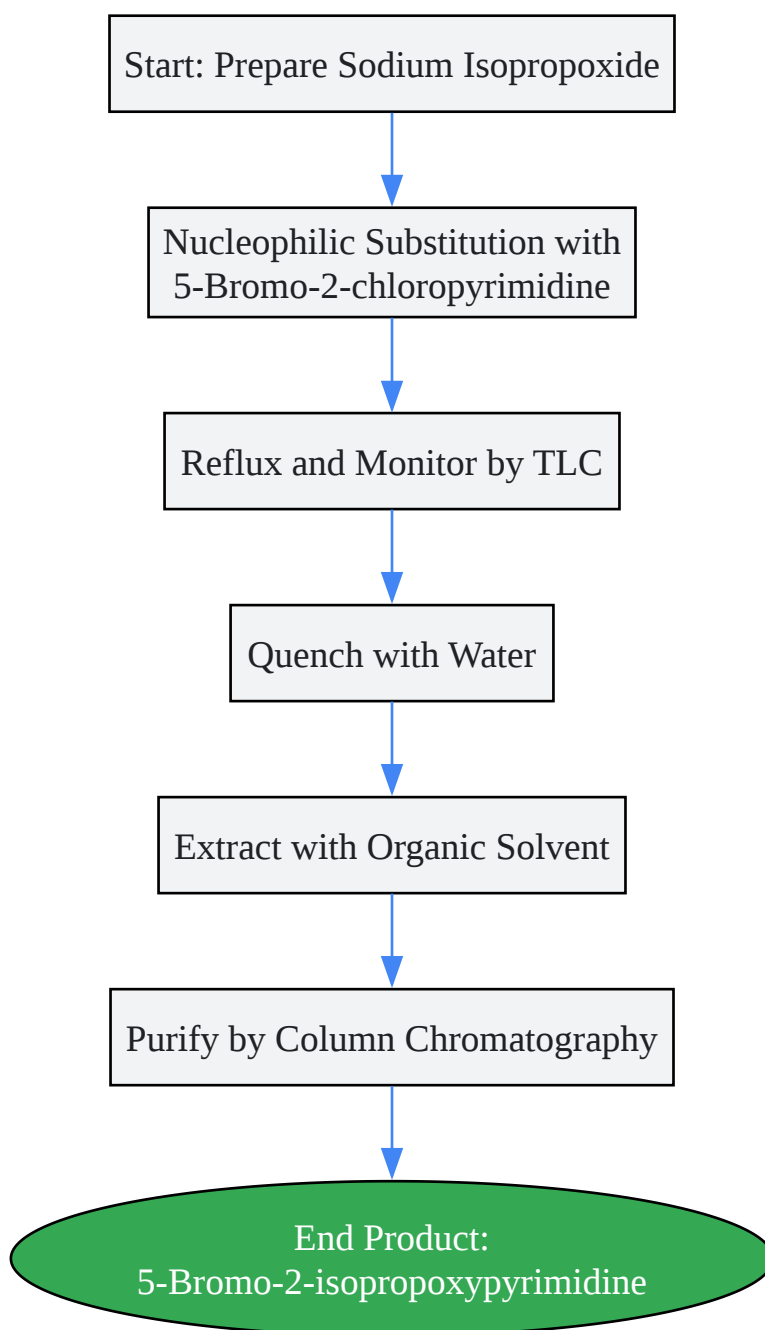 Start: Prepare Sodium Isopropoxide
Nucleophilic Substitution with
5-Bromo-2-chloropyrimidine
Reflux and Monitor by TLC
Quench with Water
Extract with Organic Solvent
Purify by Column Chromatography
End Product:
5-Bromo-2-isopropoxypyrimidine